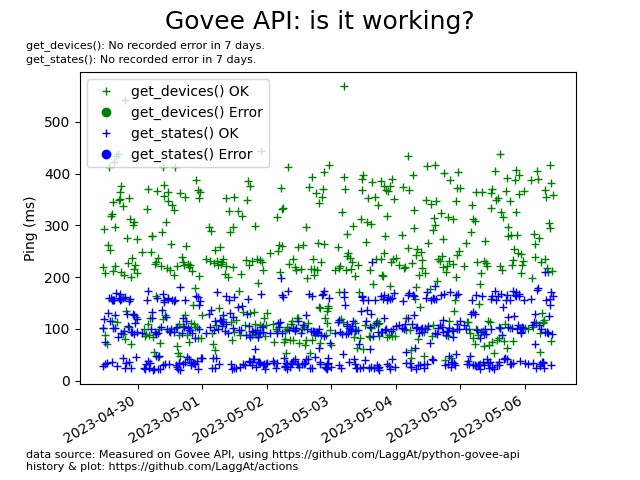 Govee API: is it working?
get_devices(): No recorded error in 7 days.
get_states(): No recorded error in 7 days.
get_devices() OK
get_devices() Error
get_states() OK
get_states() Error
Ping (ms)
500
400
300
200
100
0
2023-04-30
2023-05-01
2023-05-02
2023-05-03
2023-05-04
2023-05-05
2023-05-06
data source: Measured on Govee API, using https://github.com/LaggAt/python-govee-api
history & plot: https://github.com/LaggAt/actions